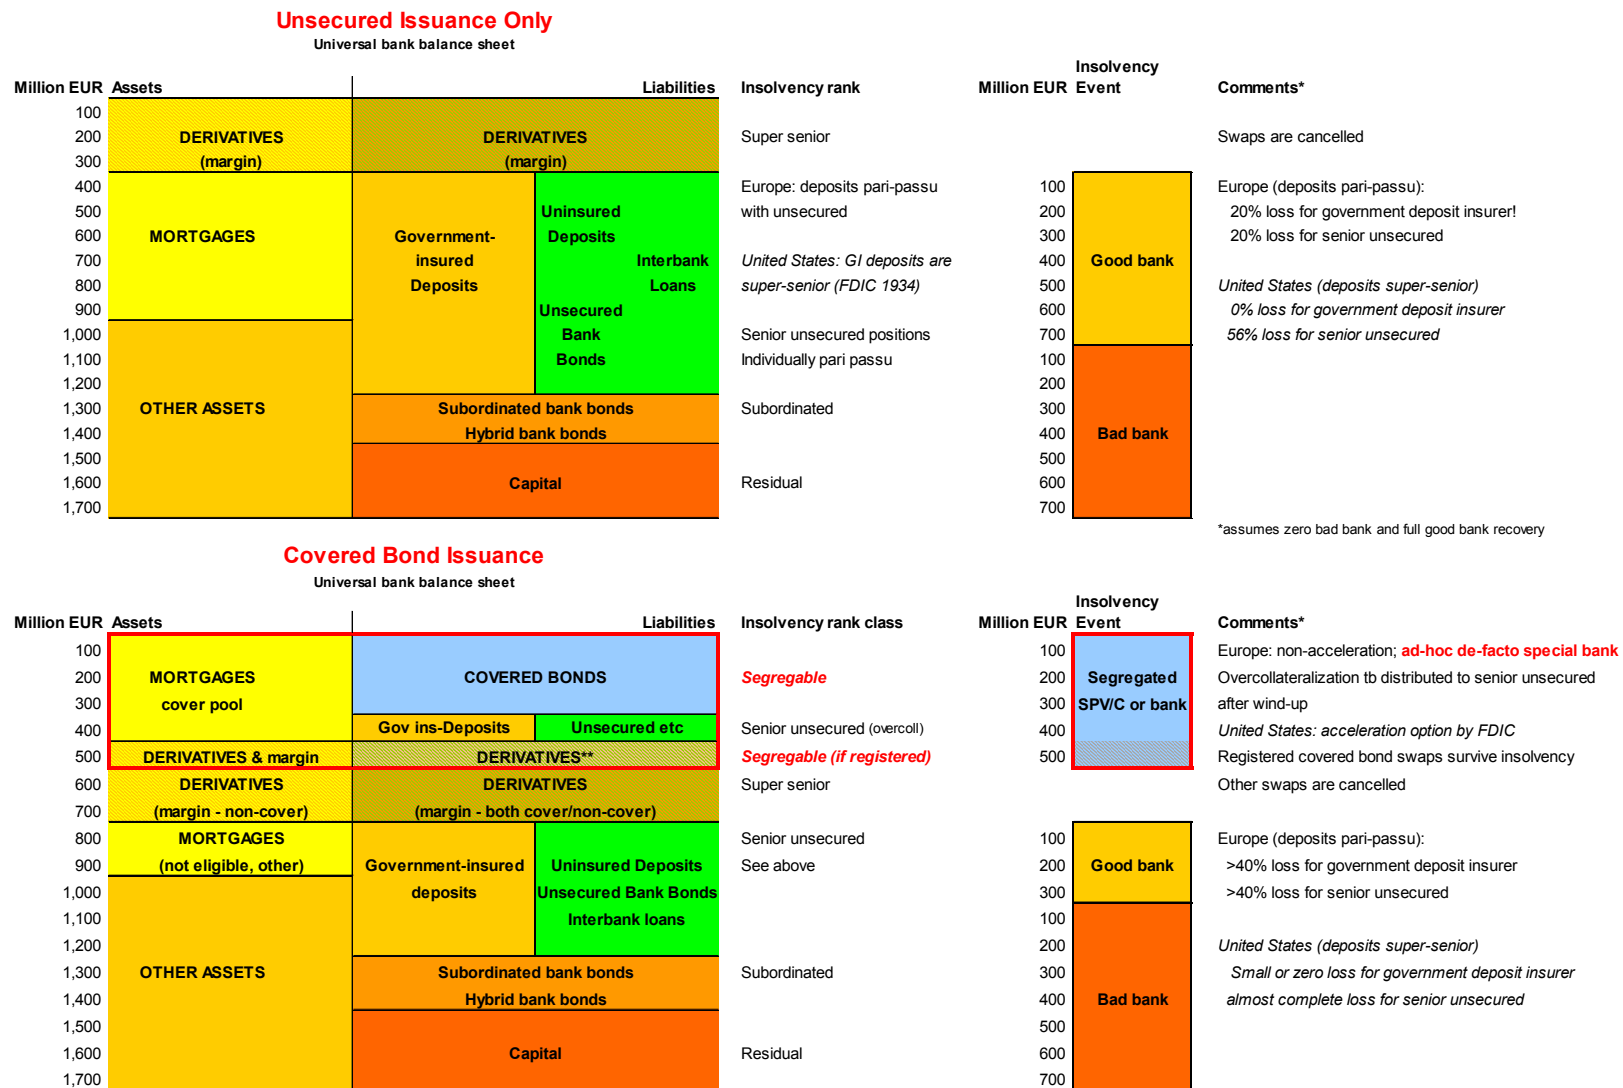 Unsecured Issuance Only
Universal bank balance sheet
Insolvency
Million EUR Assets Liabilities Insolvency rank Million EUR Event Comments*
100
200 DERIVATIVES DERIVATIVES Super senior Swaps are cancelled
300 (margin) (margin)
400 Europe: deposits pari-passu 100 Europe (deposits pari-passu):
500 Uninsured with unsecured 200 20% loss for government deposit insurer!
600 MORTGAGES Government- Deposits 300 20% loss for senior unsecured
700 insured Interbank United States: GI deposits are 400 Good bank
800 Deposits Loans super-senior (FDIC 1934) 500 United States (deposits super-senior)
900 Unsecured 600 0% loss for government deposit insurer
1,000 Bank Senior unsecured positions 700 56% loss for senior unsecured
1,100 Bonds Individually pari passu 100
1,200 200
1,300 OTHER ASSETS Subordinated bank bonds Subordinated 300
1,400 Hybrid bank bonds 400 Bad bank
1,500 500
1,600 Capital Residual 600
1,700 700
*assumes zero bad bank and full good bank recovery
Covered Bond Issuance
Universal bank balance sheet
Insolvency
Million EUR Assets Liabilities Insolvency rank class Million EUR Event Comments*
100 100 Europe: non-acceleration; ad-hoc de-facto special bank
200 MORTGAGES COVERED BONDS Segregable 200 Segregated Overcollateralization tb distributed to senior unsecured
300 cover pool 300 SPV/C or bank after wind-up
400 Gov ins-Deposits Unsecured etc Senior unsecured (overcoll) 400 United States: acceleration option by FDIC
500 DERIVATIVES & margin DERIVATIVES** Segregable (if registered) 500 Registered covered bond swaps survive insolvency
600 DERIVATIVES DERIVATIVES Super senior Other swaps are cancelled
700 (margin - non-cover) (margin - both cover/non-cover)
800 MORTGAGES Senior unsecured 100 Europe (deposits pari-passu):
900 (not eligible, other) Government-insured Uninsured Deposits See above 200 Good bank >40% loss for government deposit insurer
1,000 deposits Unsecured Bank Bonds 300 >40% loss for senior unsecured
1,100 Interbank loans 100
1,200 200 United States (deposits super-senior)
1,300 OTHER ASSETS Subordinated bank bonds Subordinated 300 Small or zero loss for government deposit insurer
1,400 Hybrid bank bonds 400 Bad bank almost complete loss for senior unsecured
1,500 500
1,600 Capital Residual 600
1,700 700